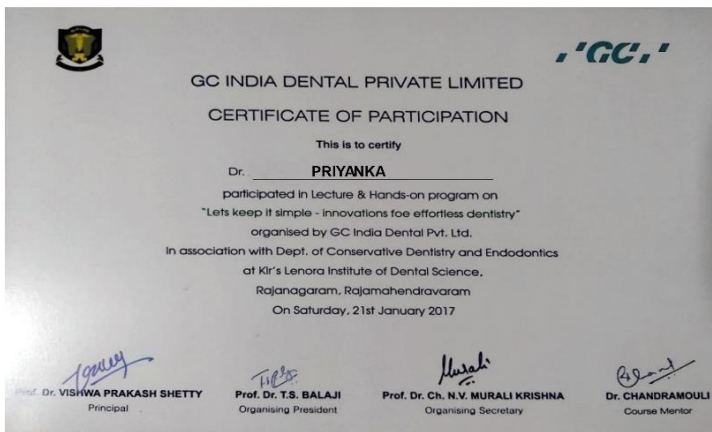 GC
GC INDIA DENTAL PRIVATE LIMITED
CERTIFICATE OF PARTICIPATION
This is to certify
Dr. PRIYANKA
participated in Lecture & Hands-on program on
"Lets keep it simple - innovations foe effortless dentistry"
organised by GC India Dental Pvt. Ltd.
In association with Dept. of Conservative Dentistry and Endodontics
at Klr's Lenora Institute of Dental Science,
Rajanagaram, Rajamahendravaram
On Saturday, 21st January 2017
Murali
Prof. Dr. VISHWA PRAKASH SHETTY
Principal
Prof. Dr. T.S. BALAJI
Organising President
Prof. Dr. Ch. N.V. MURALI KRISHNA
Organising Secretary
Dr. CHANDRAMOULI
Course Mentor